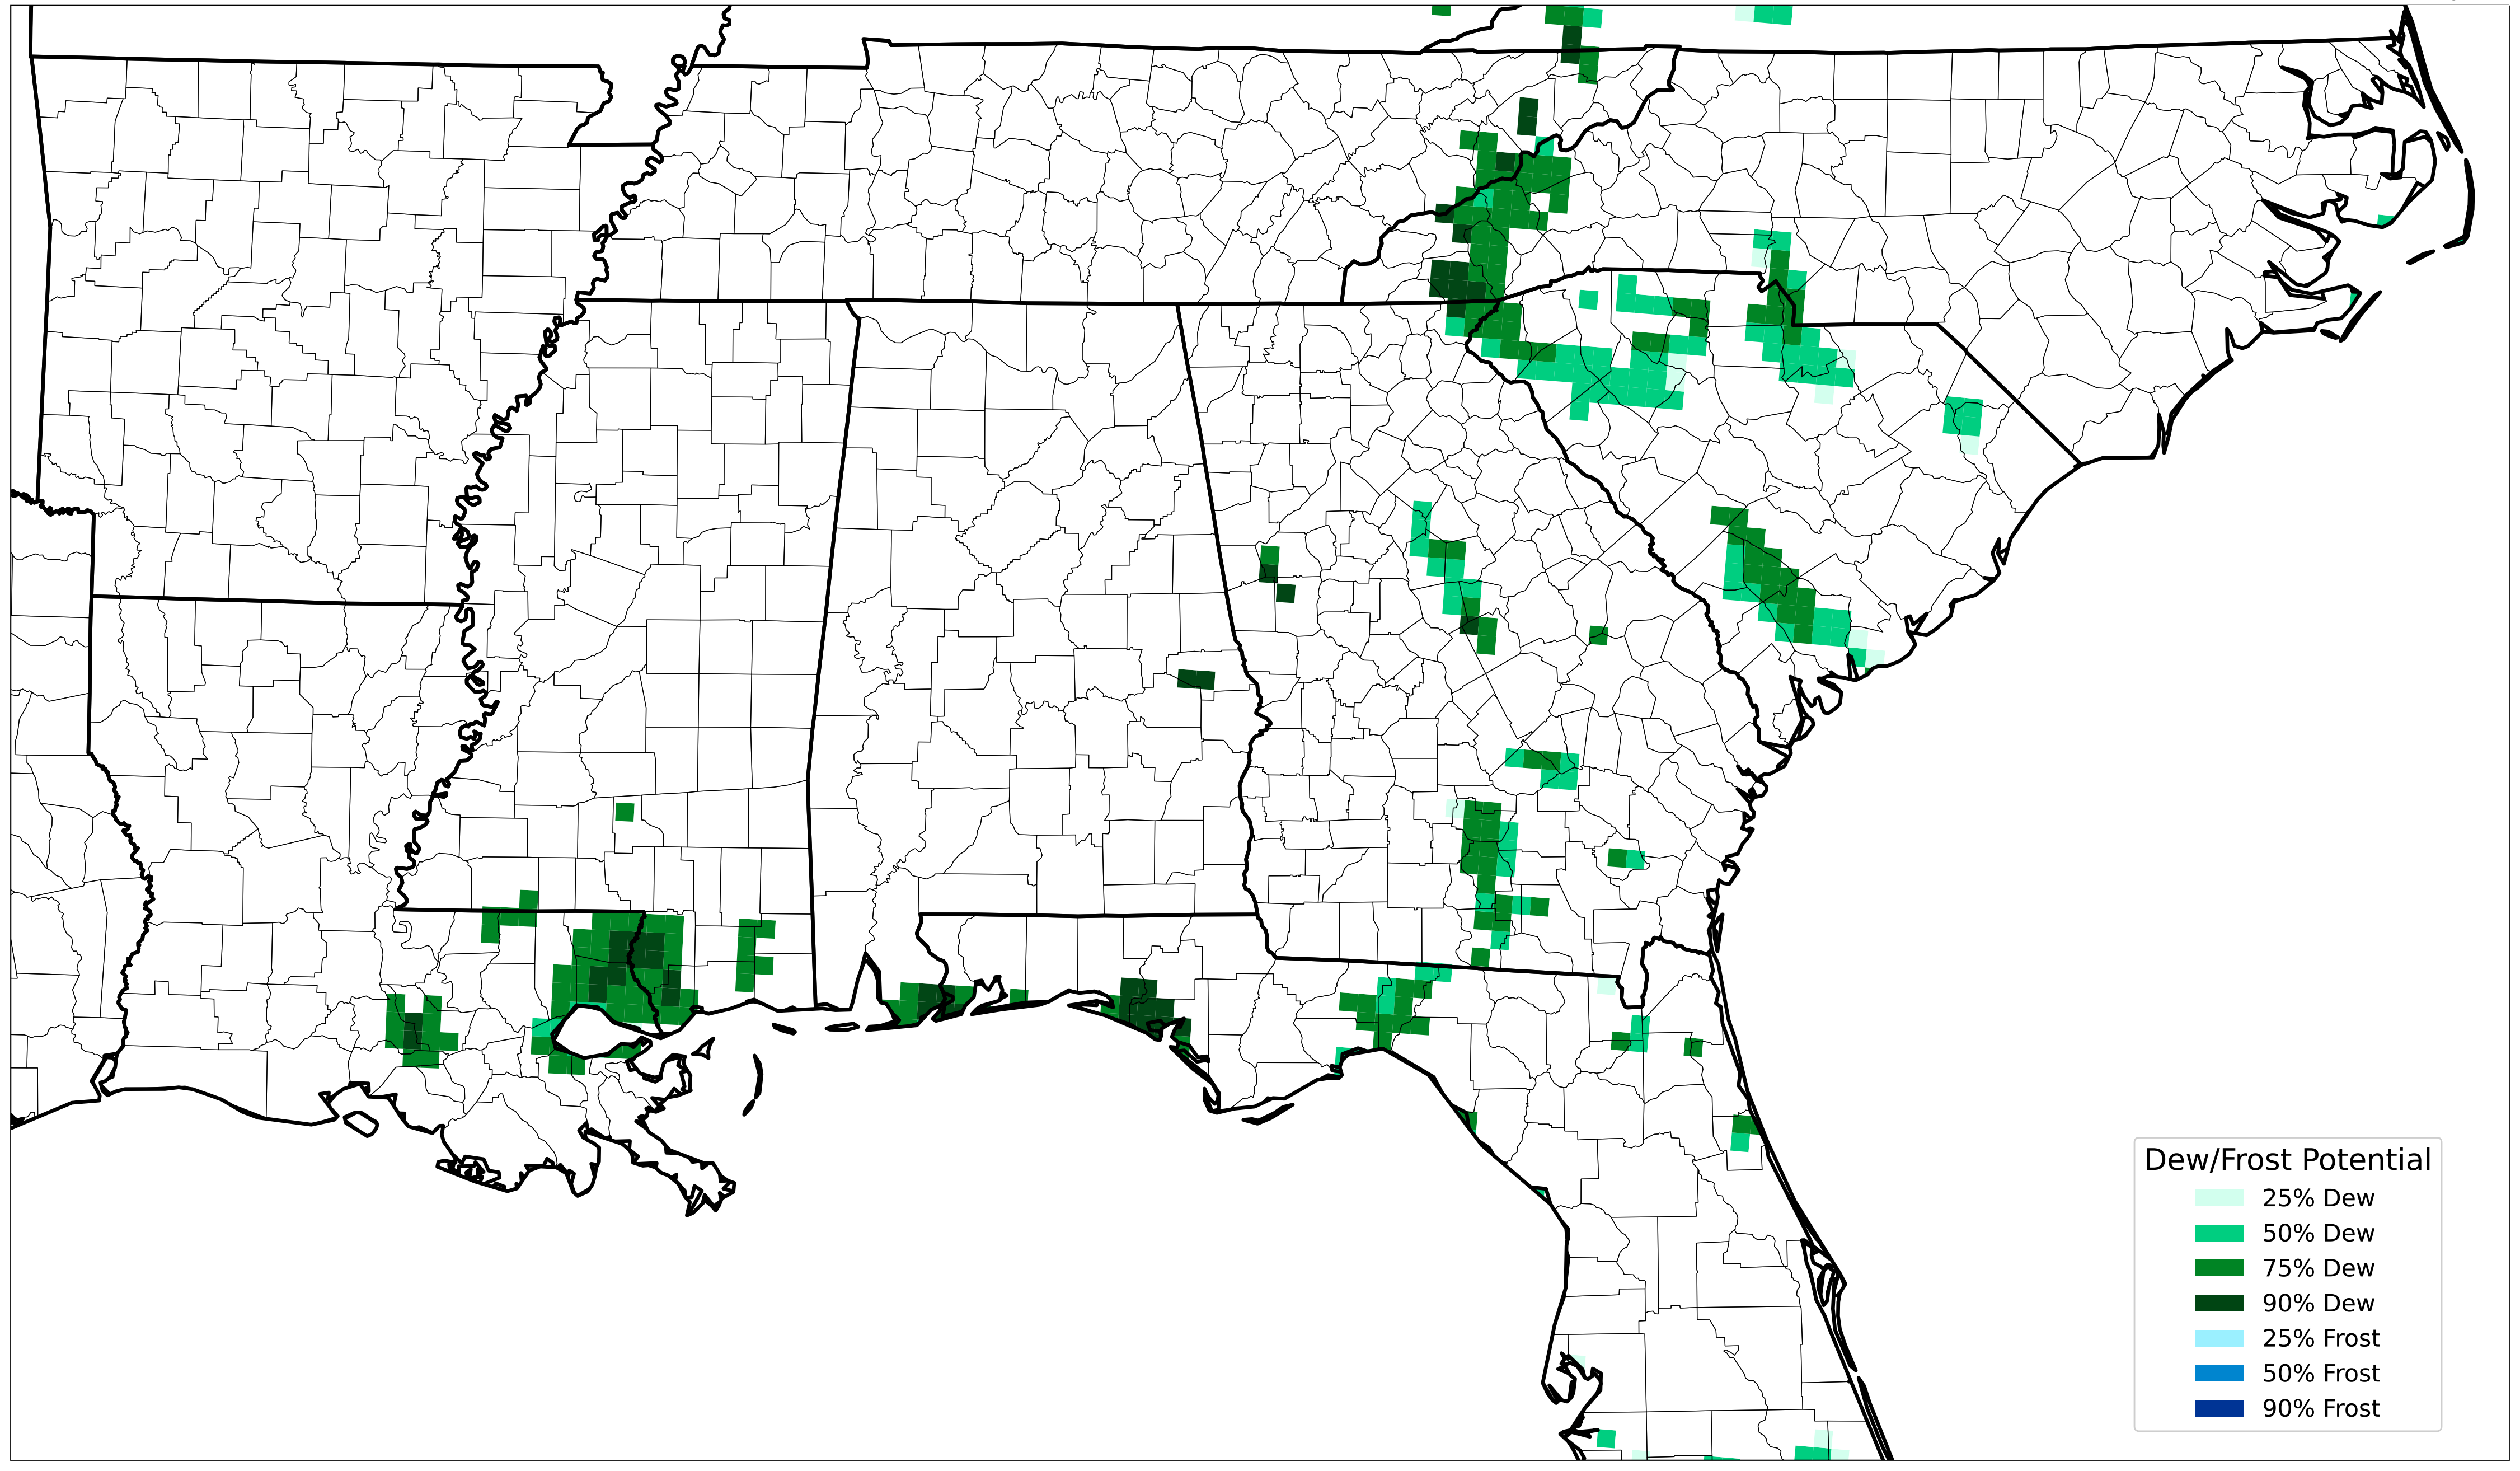 Dew/Frost Potential
25% Dew
50% Dew
75% Dew
90% Dew
25% Frost
50% Frost
90% Frost